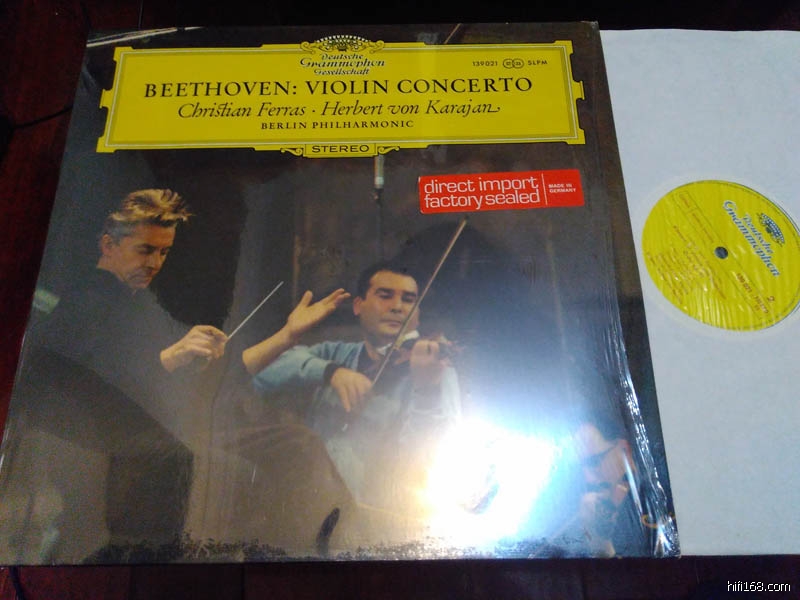 Deutsche
Grammophon
Gesellschaft
139021 SLPM
BEETHOVEN: VIOLIN CONCERTO
Christian Ferras · Herbert von Karajan
BERLIN PHILHARMONIC
STEREO
direct import
factory sealed
MADE IN
GERMANY
Deutsche
Grammophon
2
hifi168.com